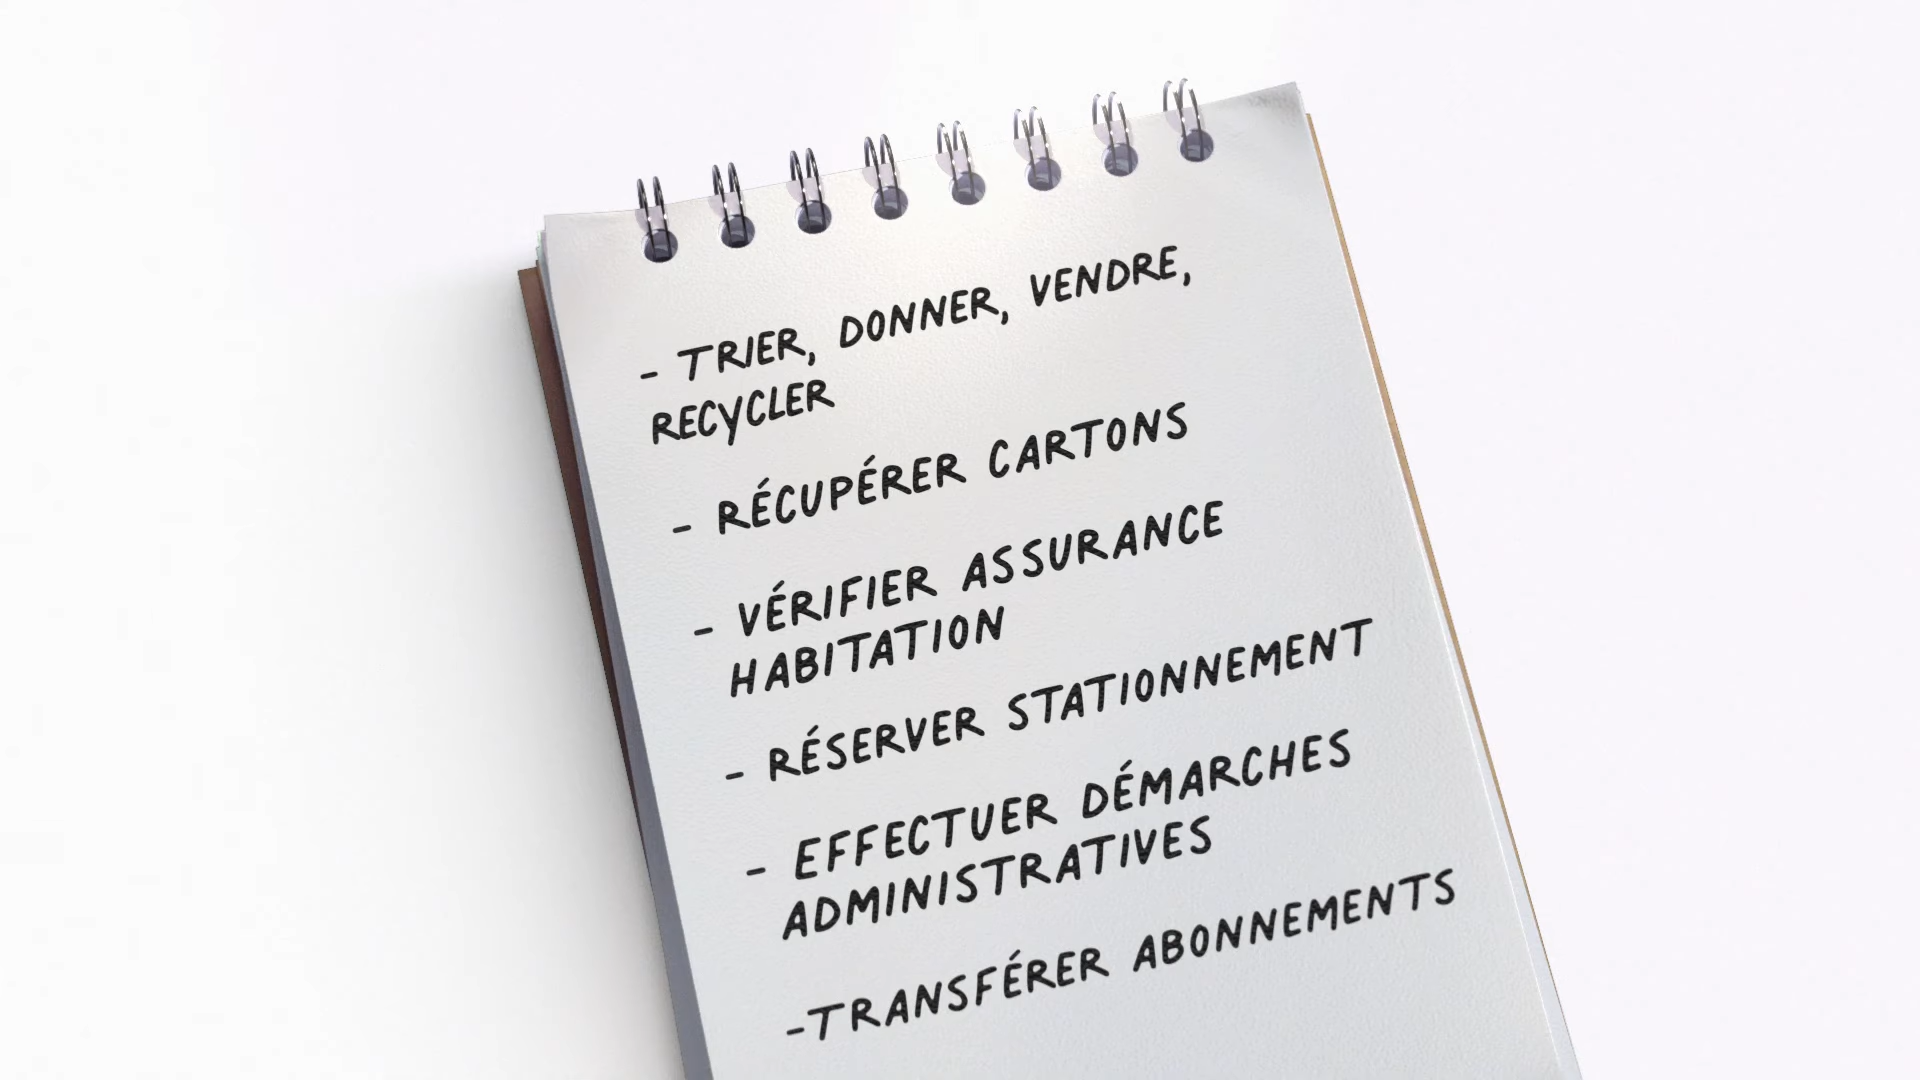 - TRIER, DONNER, VENDRE,
RECYCLER
- RÉCUPÉRER CARTONS
- VÉRIFIER ASSURANCE
HABITATION
- RÉSERVER STATIONNEMENT
- EFFECTUER DÉMARCHES
ADMINISTRATIVES
-TRANSFÉRER ABONNEMENTS